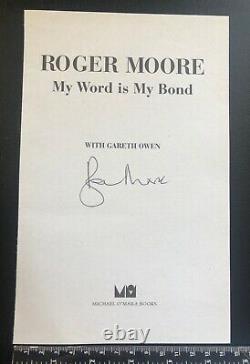 ROGER MOORE
My Word is My Bond
WITH GARETH OWEN
MICHAEL O'MARA BOOKS